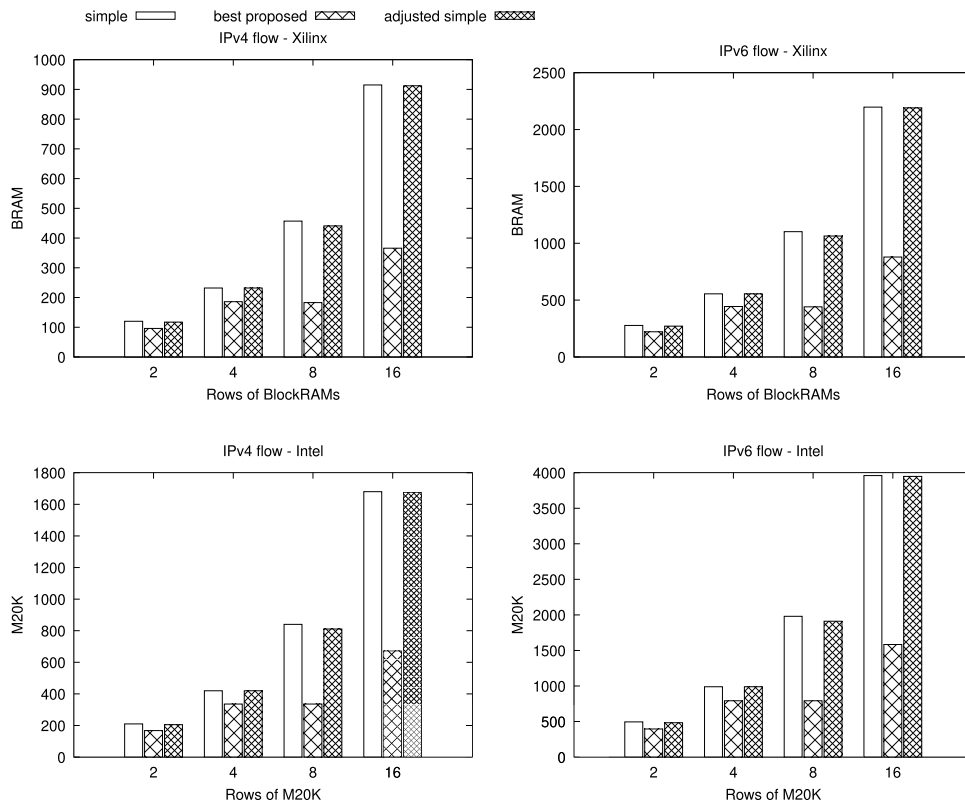 simple best proposed adjusted simple
IPv4 flow - Xilinx
1000
900
800
700
600
500
400
300
200
100
0
BRAM
2 4 8 16
Rows of BlockRAMs
IPv6 flow - Xilinx
2500
2000
1500
1000
500
0
BRAM
2 4 8 16
Rows of BlockRAMs
IPv4 flow - Intel
1800
1600
1400
1200
1000
800
600
400
200
0
M20K
2 4 8 16
Rows of M20K
IPv6 flow - Intel
4000
3500
3000
2500
2000
1500
1000
500
0
M20K
2 4 8 16
Rows of M20K